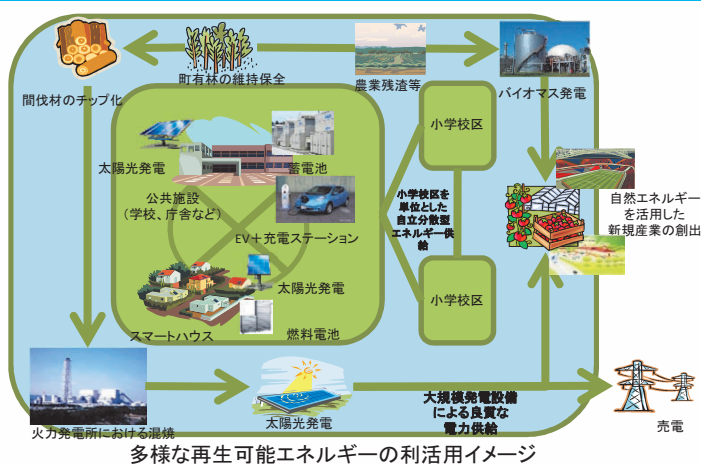 町有林の維持保全
農業残渣等
間伐材のチップ化
バイオマス発電
小学校区
太陽光発電
蓄電池
公共施設
（学校、庁舎など）
EV＋充電ステーション
小学校区を
単位とした
自立分散型
エネルギー供
給
自然エネルギー
を活用した
新規産業の創出
太陽光発電
スマートハウス
燃料電池
小学校区
火力発電所における混焼
太陽光発電
大規模発電設備
による良質な
電力供給
売電
多様な再生可能エネルギーの利活用イメージ